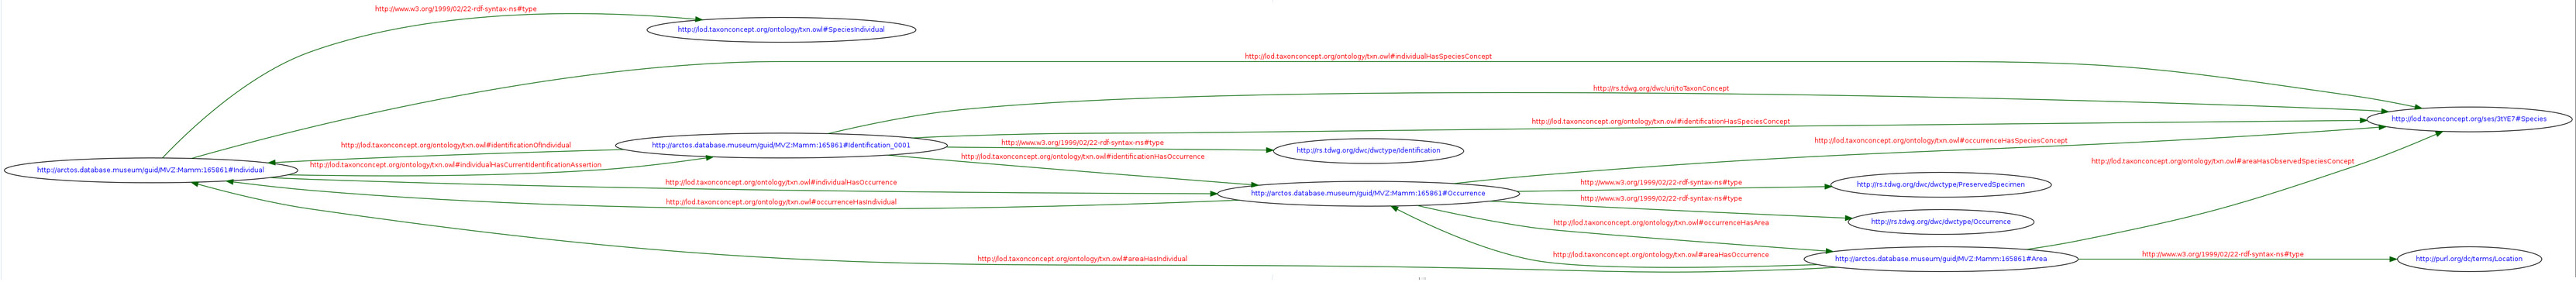 http://www.w3.org/1999/02/22-rdf-syntax-ns#type
http://lod.taxonconcept.org/ontology/txn.owl#SpeciesIndividual
http://lod.taxonconcept.org/ontology/txn.owl#individualHasSpeciesConcept
http://rs.tdwg.org/dwc/uri/toTaxonConcept
http://lod.taxonconcept.org/ses/3tYE7#Species
http://lod.taxonconcept.org/ontology/txn.owl#identificationHasSpeciesConcept
http://lod.taxonconcept.org/ontology/txn.owl#occurrenceHasSpeciesConcept
http://lod.taxonconcept.org/ontology/txn.owl#identificationOfIndividual
http://arctos.database.museum/guid/MVZ:Mamm:165861#Identification_0001
http://www.w3.org/1999/02/22-rdf-syntax-ns#type
http://rs.tdwg.org/dwc/dwctype/Identification
http://lod.taxonconcept.org/ontology/txn.owl#identificationHasOccurrence
http://lod.taxonconcept.org/ontology/txn.owl#areaHasObservedSpeciesConcept
http://lod.taxonconcept.org/ontology/txn.owl#individualHasCurrentIdentificationAssertion
http://arctos.database.museum/guid/MVZ:Mamm:165861#Individual
http://lod.taxonconcept.org/ontology/txn.owl#individualHasOccurrence
http://www.w3.org/1999/02/22-rdf-syntax-ns#type
http://rs.tdwg.org/dwc/dwctype/PreservedSpecimen
http://arctos.database.museum/guid/MVZ:Mamm:165861#Occurrence
http://lod.taxonconcept.org/ontology/txn.owl#occurrenceHasIndividual
http://www.w3.org/1999/02/22-rdf-syntax-ns#type
http://rs.tdwg.org/dwc/dwctype/Occurrence
http://lod.taxonconcept.org/ontology/txn.owl#occurrenceHasArea
http://lod.taxonconcept.org/ontology/txn.owl#areaHasIndividual
http://lod.taxonconcept.org/ontology/txn.owl#areaHasOccurrence
http://arctos.database.museum/guid/MVZ:Mamm:165861#Area
http://www.w3.org/1999/02/22-rdf-syntax-ns#type
http://purl.org/dc/terms/Location